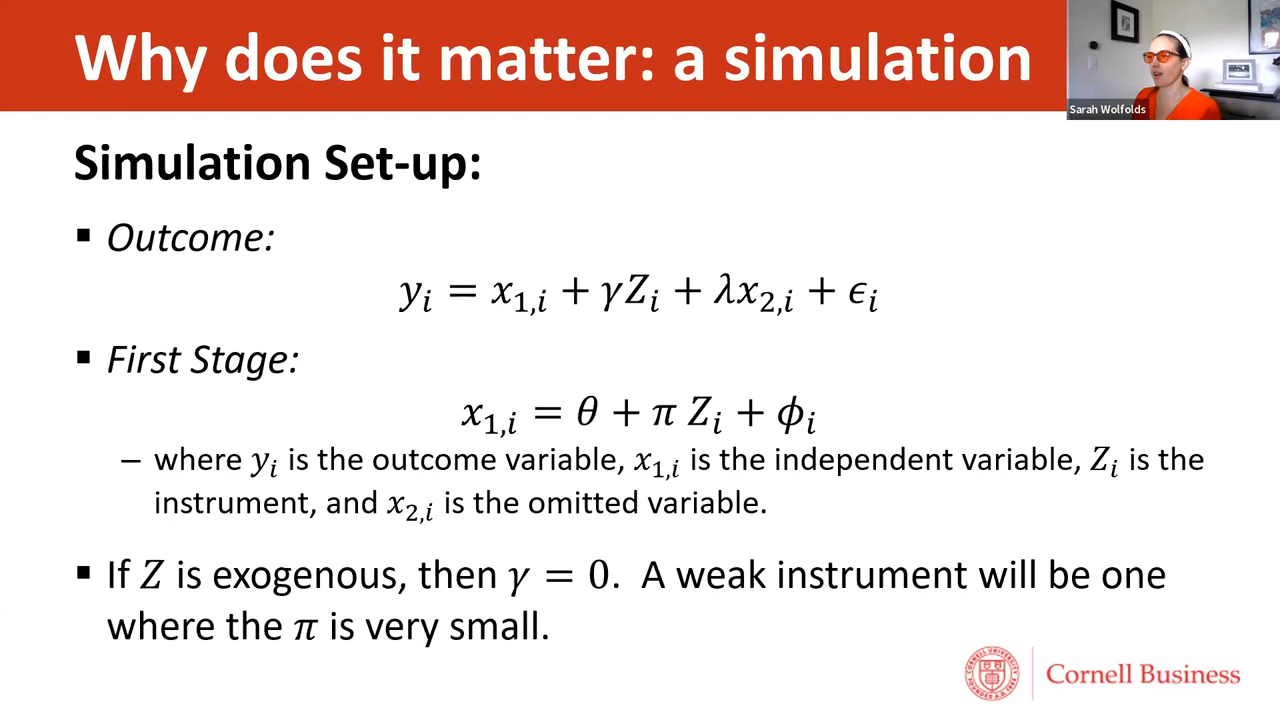 Why does it matter: a simulation
Sarah Wolfolds
Simulation Set-up:
▪ Outcome:
𝑦ᵢ = 𝑥₁,ᵢ + 𝛾𝑍ᵢ + 𝜆𝑥₂,ᵢ + 𝜖ᵢ
▪ First Stage:
𝑥₁,ᵢ = 𝜃 + 𝜋 𝑍ᵢ + 𝜙ᵢ
– where 𝑦ᵢ is the outcome variable, 𝑥₁,ᵢ is the independent variable, 𝑍ᵢ is the
instrument, and 𝑥₂,ᵢ is the omitted variable.
▪ If 𝑍 is exogenous, then 𝛾 = 0. A weak instrument will be one
where the 𝜋 is very small.
Cornell Business